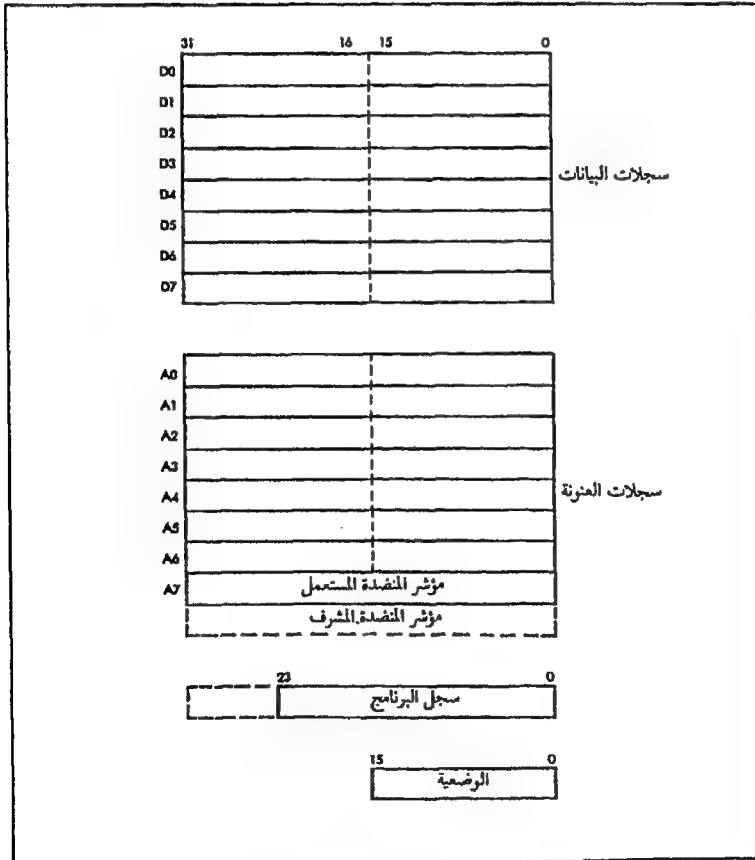 31 16 15 0
D0
D1
D2
D3
سجلات البيانات
D4
D5
D6
D7
A0
A1
A2
A3
A4
سجلات العنونة
A5
A6
A7 مؤشر المنضدة المستعمل
مؤشر المنضدة.المشرف
23 0
سجل البرنامج
15 0
الوضعية